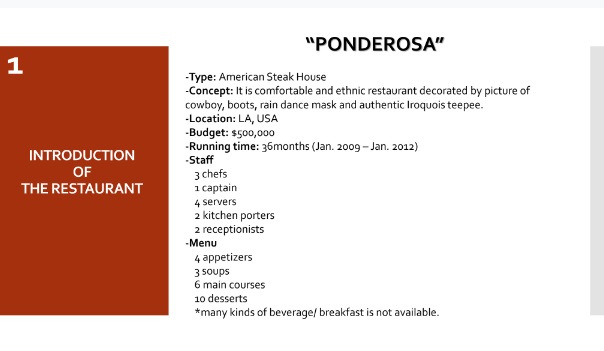 1
INTRODUCTION
OF
THE RESTAURANT
“PONDEROSA”
-Type: American Steak House
-Concept: It is comfortable and ethnic restaurant decorated by picture of
cowboy, boots, rain dance mask and authentic Iroquois teepee.
-Location: LA, USA
-Budget: $500,000
-Running time: 36months (Jan. 2009 – Jan. 2012)
-Staff
3 chefs
1 captain
4 servers
2 kitchen porters
2 receptionists
-Menu
4 appetizers
3 soups
6 main courses
10 desserts
*many kinds of beverage/ breakfast is not available.